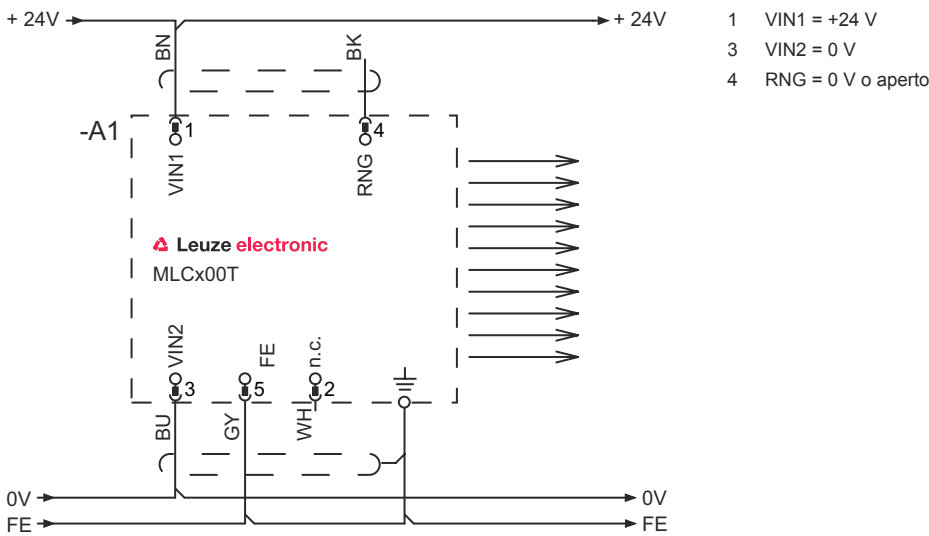 + 24V
+ 24V
1 VIN1 = +24 V
3 VIN2 = 0 V
4 RNG = 0 V o aperto
BN
BK
-A1
1
4
VIN1
RNG
Leuze electronic
MLCx00T
VIN2
FE
n.c.
3
5
2
BU
GY
WH
0V
0V
FE
FE